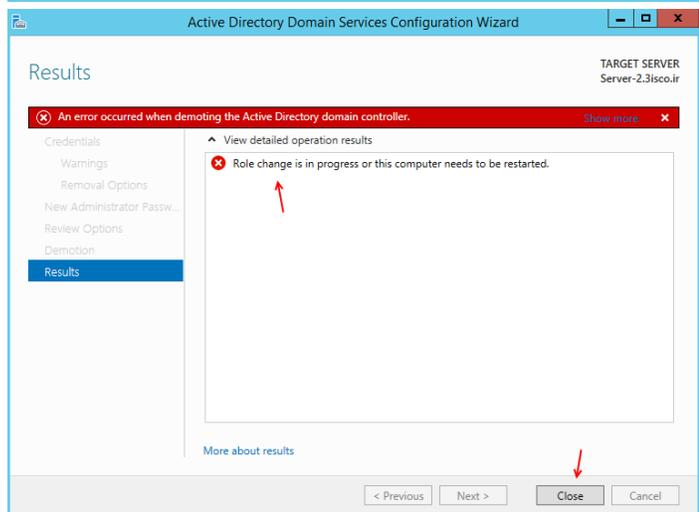 Active Directory Domain Services Configuration Wizard
Results
TARGET SERVER
Server-2.3isco.ir
An error occurred when demoting the Active Directory domain controller.
Show more
Credentials
Warnings
Removal Options
New Administrator Passw...
Review Options
Demotion
Results
View detailed operation results
Role change is in progress or this computer needs to be restarted.
More about results
< Previous
Next >
Close
Cancel